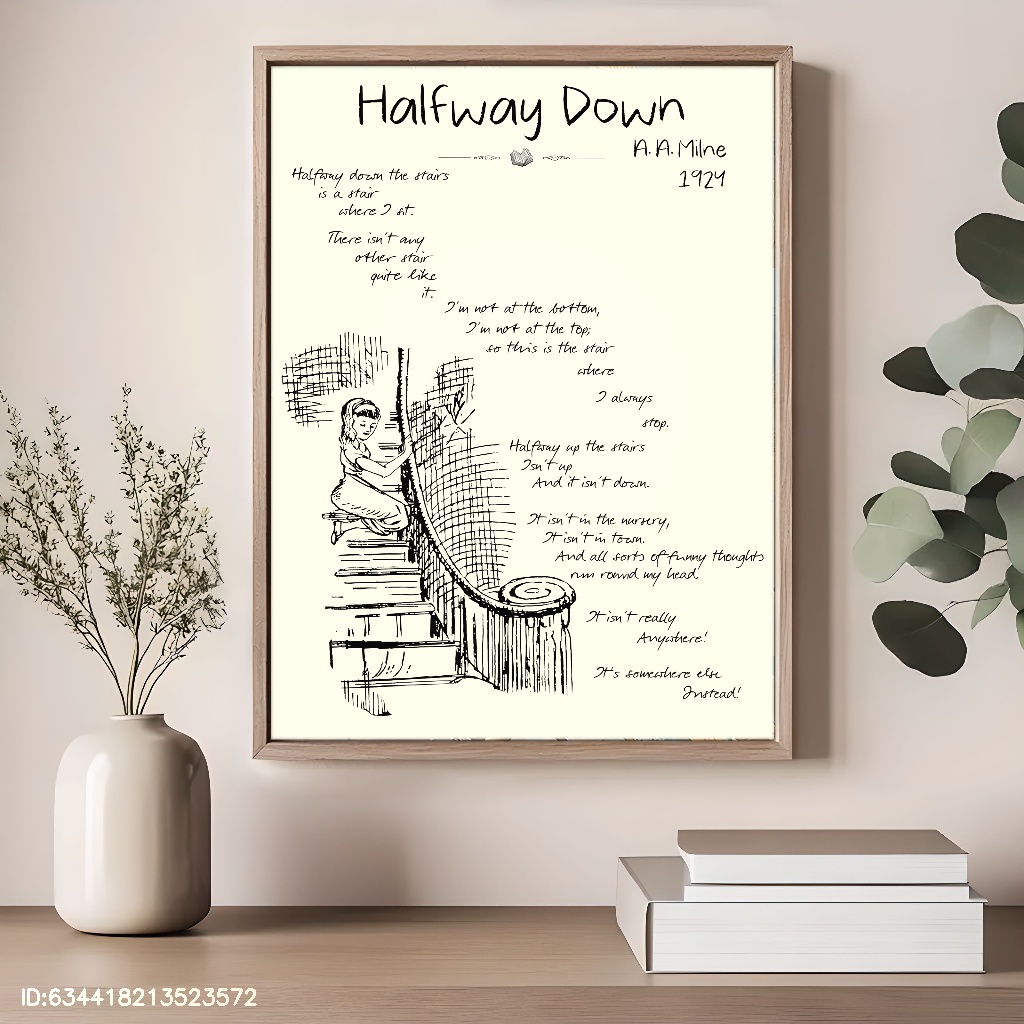 Halfway Down
A. A. Milne
1924
Halfway down the stairs
is a stair
where I sit.
There isn't any
other stair
quite like
it.
I'm not at the bottom,
I'm not at the top;
so this is the stair
where
I always
stop.
Halfway up the stairs
Isn't up
And it isn't down.
It isn't in the nursery,
It isn't in town.
And all sorts of funny thoughts
run round my head.
It isn't really
Anywhere!
It's somewhere else
Instead!
ID:634418213523572